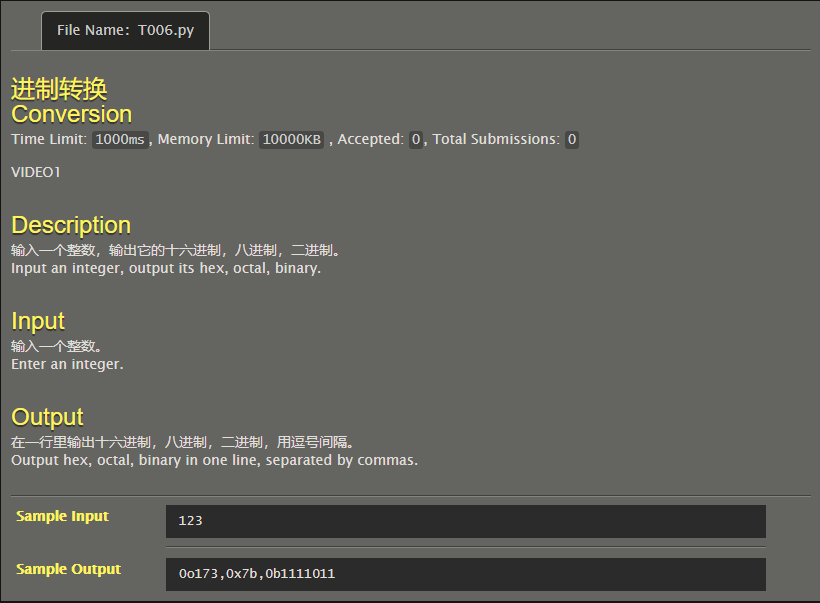 File Name: T006.py
进制转换
Conversion
Time Limit: 1000ms, Memory Limit: 10000KB , Accepted: 0, Total Submissions: 0
VIDEO1
Description
输入一个整数，输出它的十六进制，八进制，二进制。
Input an integer, output its hex, octal, binary.
Input
输入一个整数。
Enter an integer.
Output
在一行里输出十六进制，八进制，二进制，用逗号间隔。
Output hex, octal, binary in one line, separated by commas.
Sample Input
123
Sample Output
0o173,0x7b,0b1111011